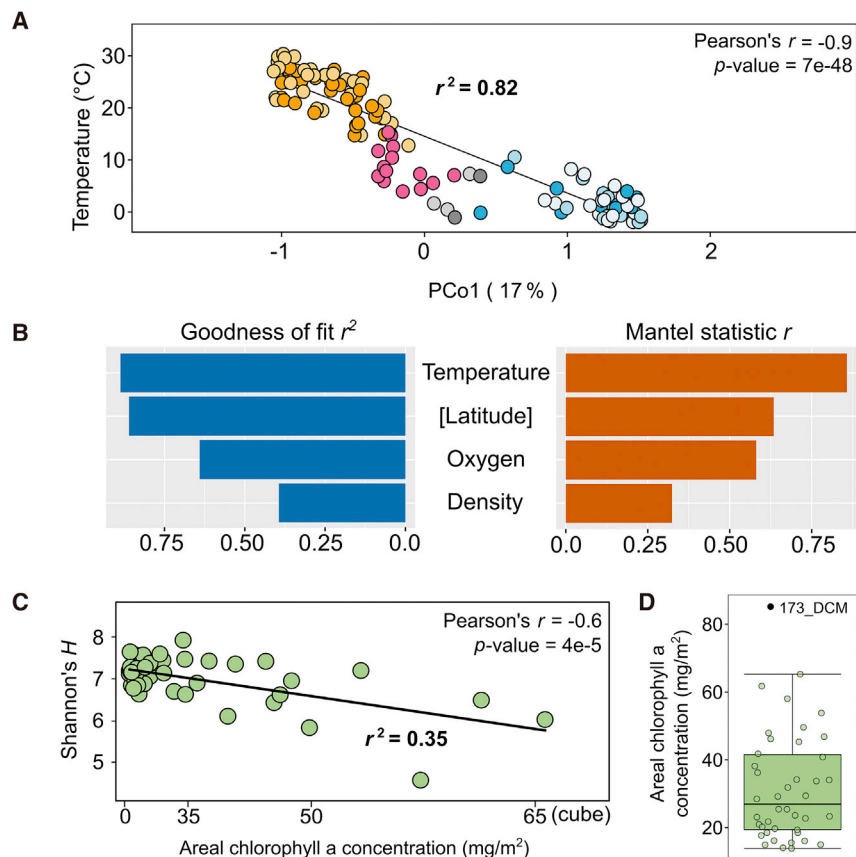 A
Temperature (°C)
30
20
10
0
Pearson's r = -0.9
p-value = 7e-48
r² = 0.82
-1 0 1 2
PCo1 ( 17 % )
B
Goodness of fit r² Mantel statistic r
Temperature
[Latitude]
Oxygen
Density
0.75 0.50 0.25 0.0 0.0 0.25 0.50 0.75
C
Shannon's H
8
7
6
5
Pearson's r = -0.6
p-value = 4e-5
r² = 0.35
0 35 50 65 (cube)
Areal chlorophyll a concentration (mg/m²)
D
Areal chlorophyll a
concentration (mg/m²)
173_DCM
80
60
40
20